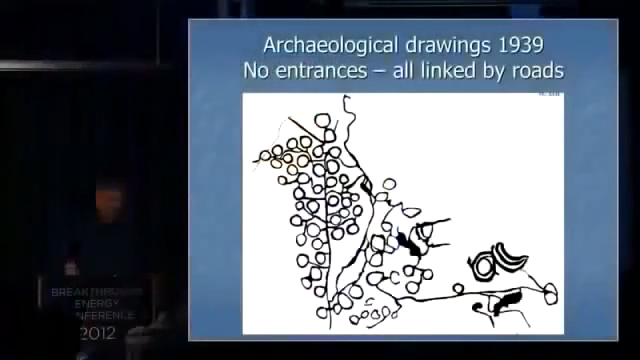 Archaeological drawings 1939
No entrances – all linked by roads
BREAKTHROUGH
ENERGY
CONFERENCE
2012